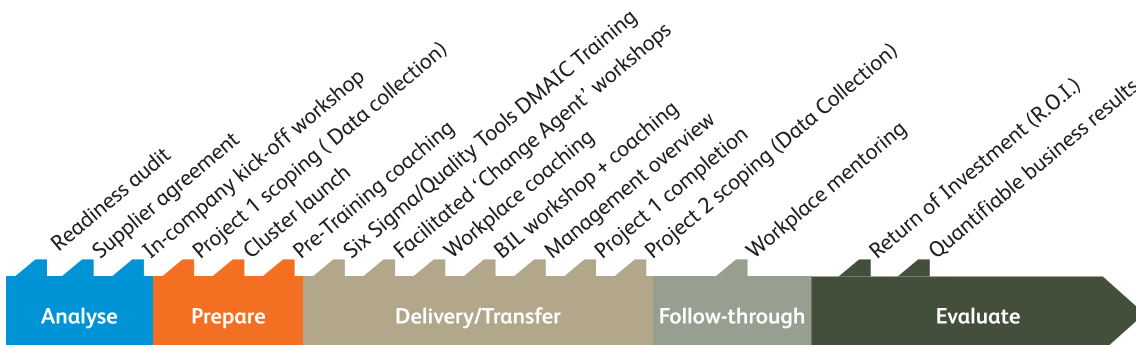 Readiness audit
Supplier agreement
In-company kick-off workshop
Project 1 scoping ( Data collection)
Cluster launch
Pre-Training coaching
Six Sigma/Quality Tools DMAIC Training
Facilitated ‘Change Agent’ workshops
Workplace coaching
BIL workshop + coaching
Management overview
Project 1 completion
Project 2 scoping (Data Collection)
Workplace mentoring
Return of Investment (R.O.I.)
Quantifiable business results
Analyse
Prepare
Delivery/Transfer
Follow-through
Evaluate